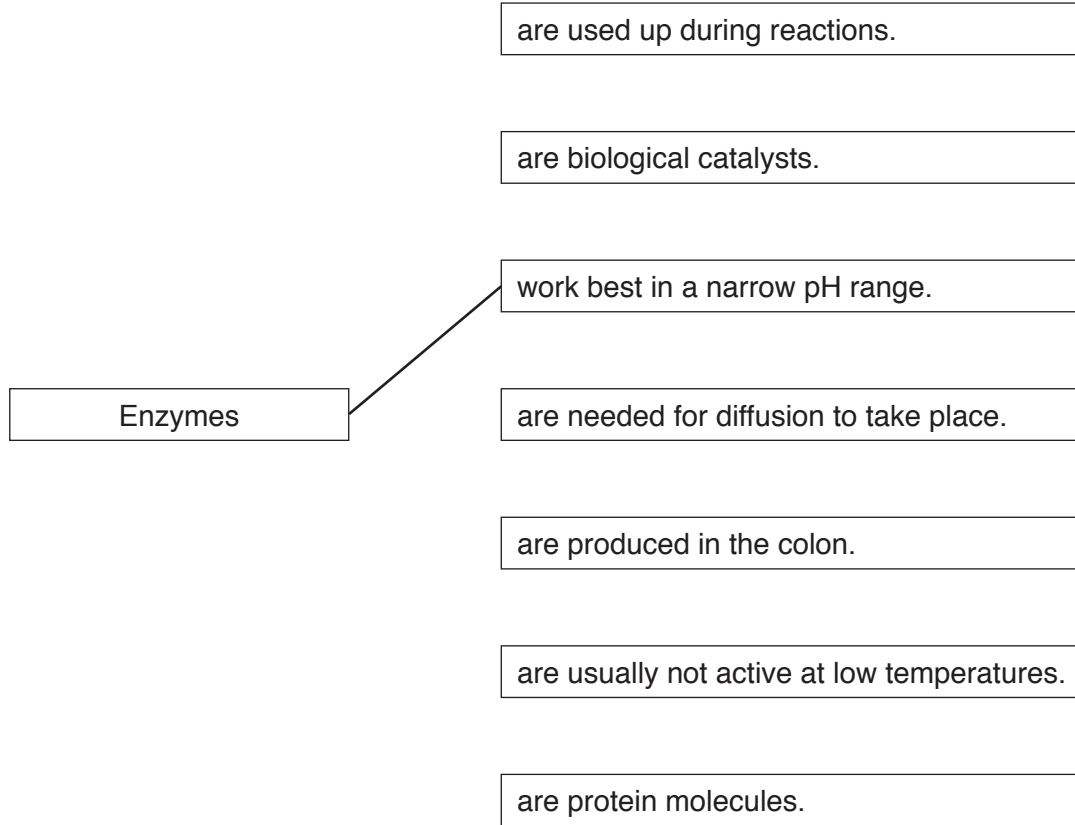 are used up during reactions.
are biological catalysts.
work best in a narrow pH range.
Enzymes
are needed for diffusion to take place.
are produced in the colon.
are usually not active at low temperatures.
are protein molecules.